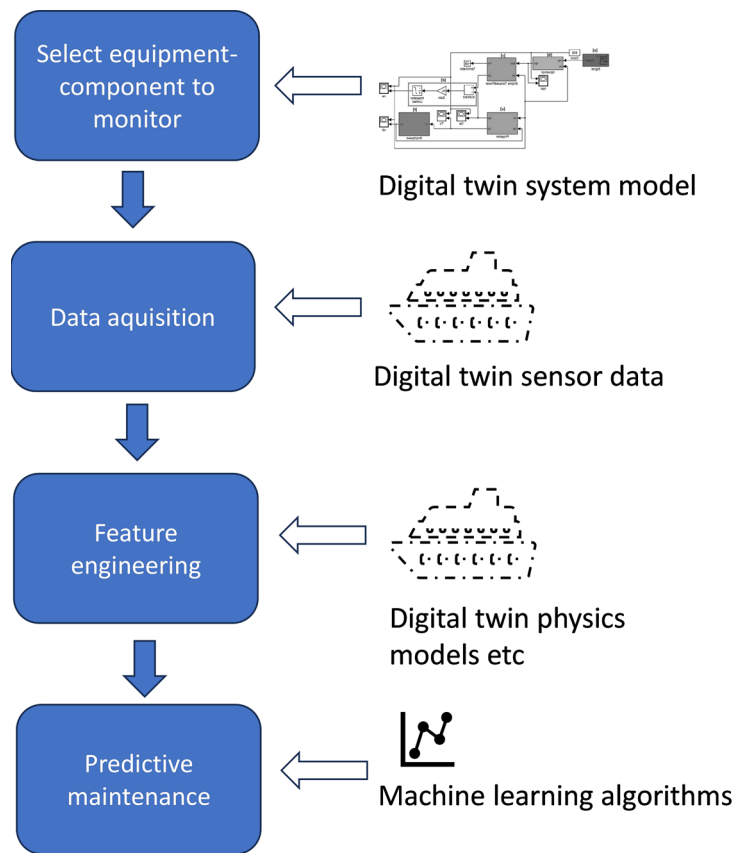 Select equipment-
component to
monitor
Digital twin system model
Data aquisition
Digital twin sensor data
Feature
engineering
Digital twin physics
models etc
Predictive
maintenance
Machine learning algorithms